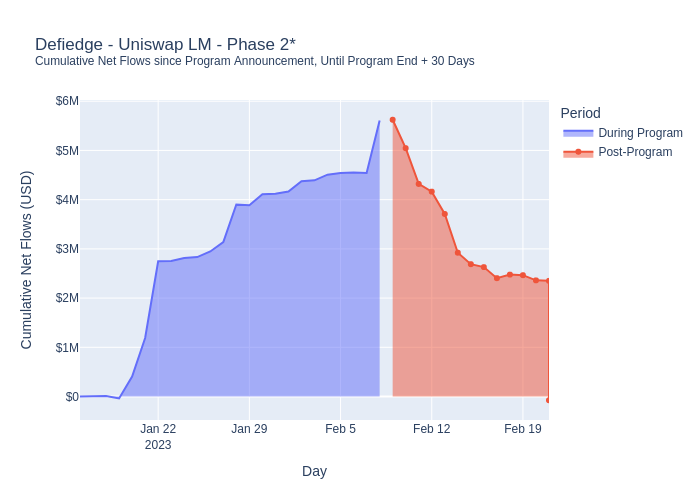 Defiedge - Uniswap LM - Phase 2*
Cumulative Net Flows since Program Announcement, Until Program End + 30 Days
Cumulative Net Flows (USD)
$6M
$5M
$4M
$3M
$2M
$1M
$0
Jan 22
2023
Jan 29
Feb 5
Feb 12
Feb 19
Day
Period
During Program
Post-Program